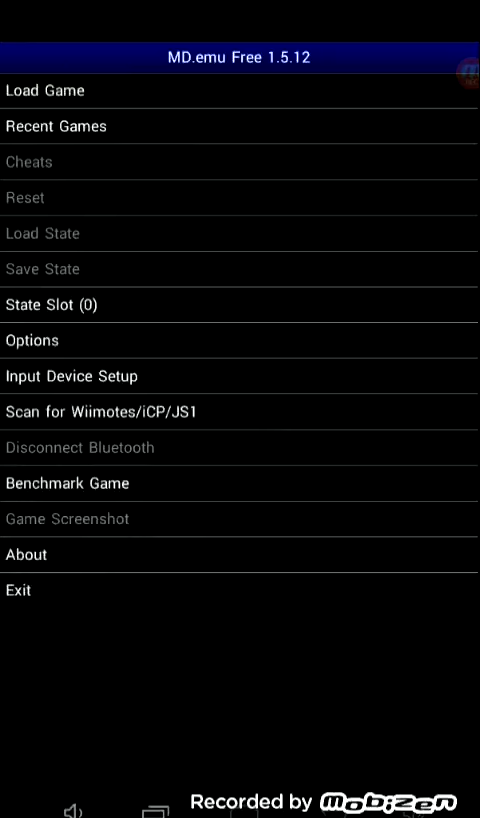 MD.emu Free 1.5.12
Load Game
Recent Games
Cheats
Reset
Load State
Save State
State Slot (0)
Options
Input Device Setup
Scan for Wiimotes/iCP/JS1
Disconnect Bluetooth
Benchmark Game
Game Screenshot
About
Exit
Recorded by mobizen